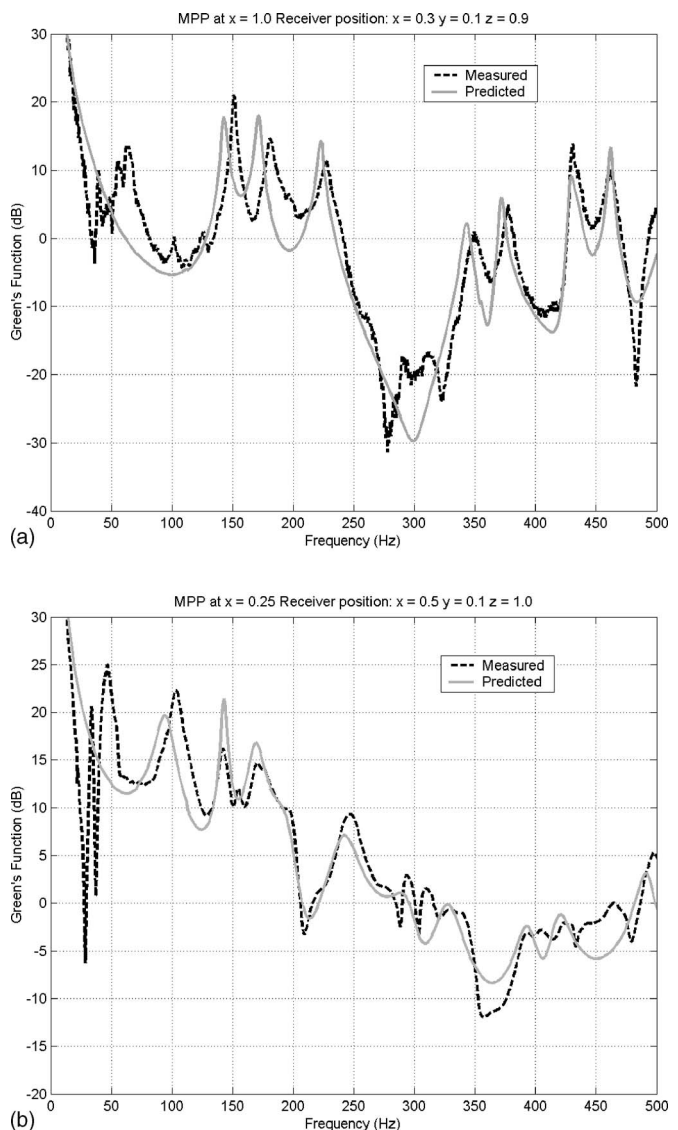 MPP at x = 1.0 Receiver position: x = 0.3 y = 0.1 z = 0.9
30
20
10
0
-10
-20
-30
-40
Green's Function (dB)
Measured
Predicted
0 50 100 150 200 250 300 350 400 450 500
Frequency (Hz)
(a)
MPP at x = 0.25 Receiver position: x = 0.5 y = 0.1 z = 1.0
30
25
20
15
10
5
0
-5
-10
-15
-20
Green's Function (dB)
Measured
Predicted
0 50 100 150 200 250 300 350 400 450 500
Frequency (Hz)
(b)